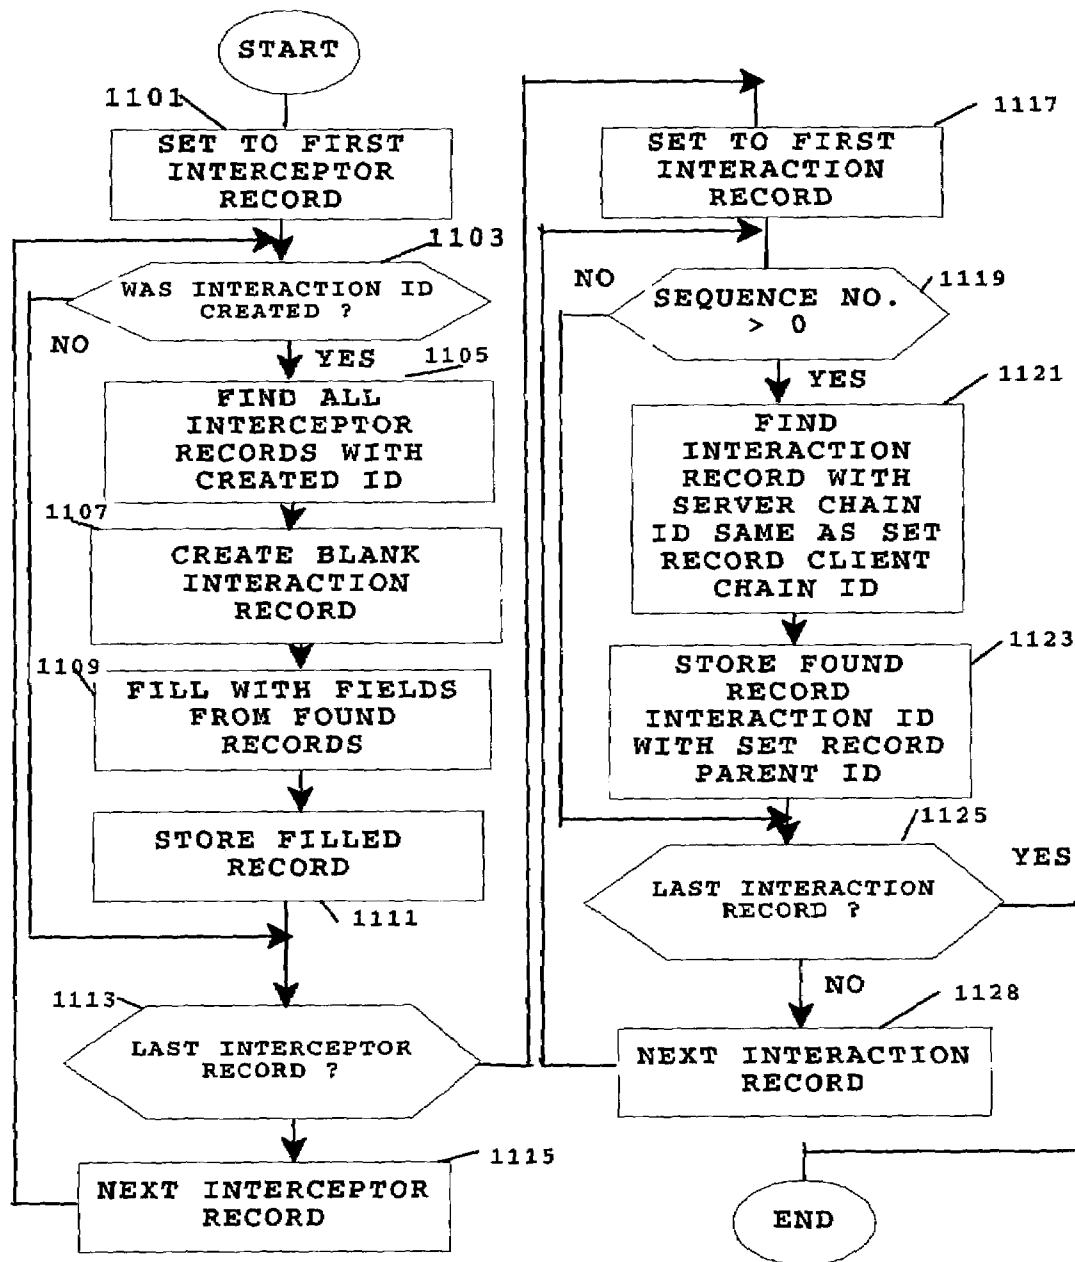 START
1101
SET TO FIRST
INTERCEPTOR
RECORD
1103
WAS INTERACTION ID
CREATED ?
NO
YES
1105
FIND ALL
INTERCEPTOR
RECORDS WITH
CREATED ID
1107
CREATE BLANK
INTERACTION
RECORD
1109
FILL WITH FIELDS
FROM FOUND
RECORDS
STORE FILLED
RECORD
1111
1113
LAST INTERCEPTOR
RECORD ?
1115
NEXT INTERCEPTOR
RECORD
1117
SET TO FIRST
INTERACTION
RECORD
NO
1119
SEQUENCE NO.
> 0
YES
1121
FIND
INTERACTION
RECORD WITH
SERVER CHAIN
ID SAME AS SET
RECORD CLIENT
CHAIN ID
1123
STORE FOUND
RECORD
INTERACTION ID
WITH SET RECORD
PARENT ID
1125
YES
LAST INTERACTION
RECORD ?
NO
1128
NEXT INTERACTION
RECORD
END